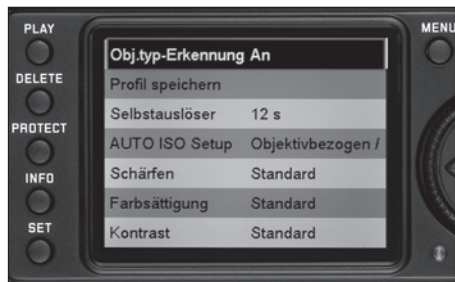 PLAY
MENU
Obj.typ-Erkennung An
DELETE
Profil speichern
Selbstauslöser 12 s
PROTECT
AUTO ISO Setup Objektivbezogen /
INFO
Schärfen Standard
Farbsättigung Standard
SET
Kontrast Standard